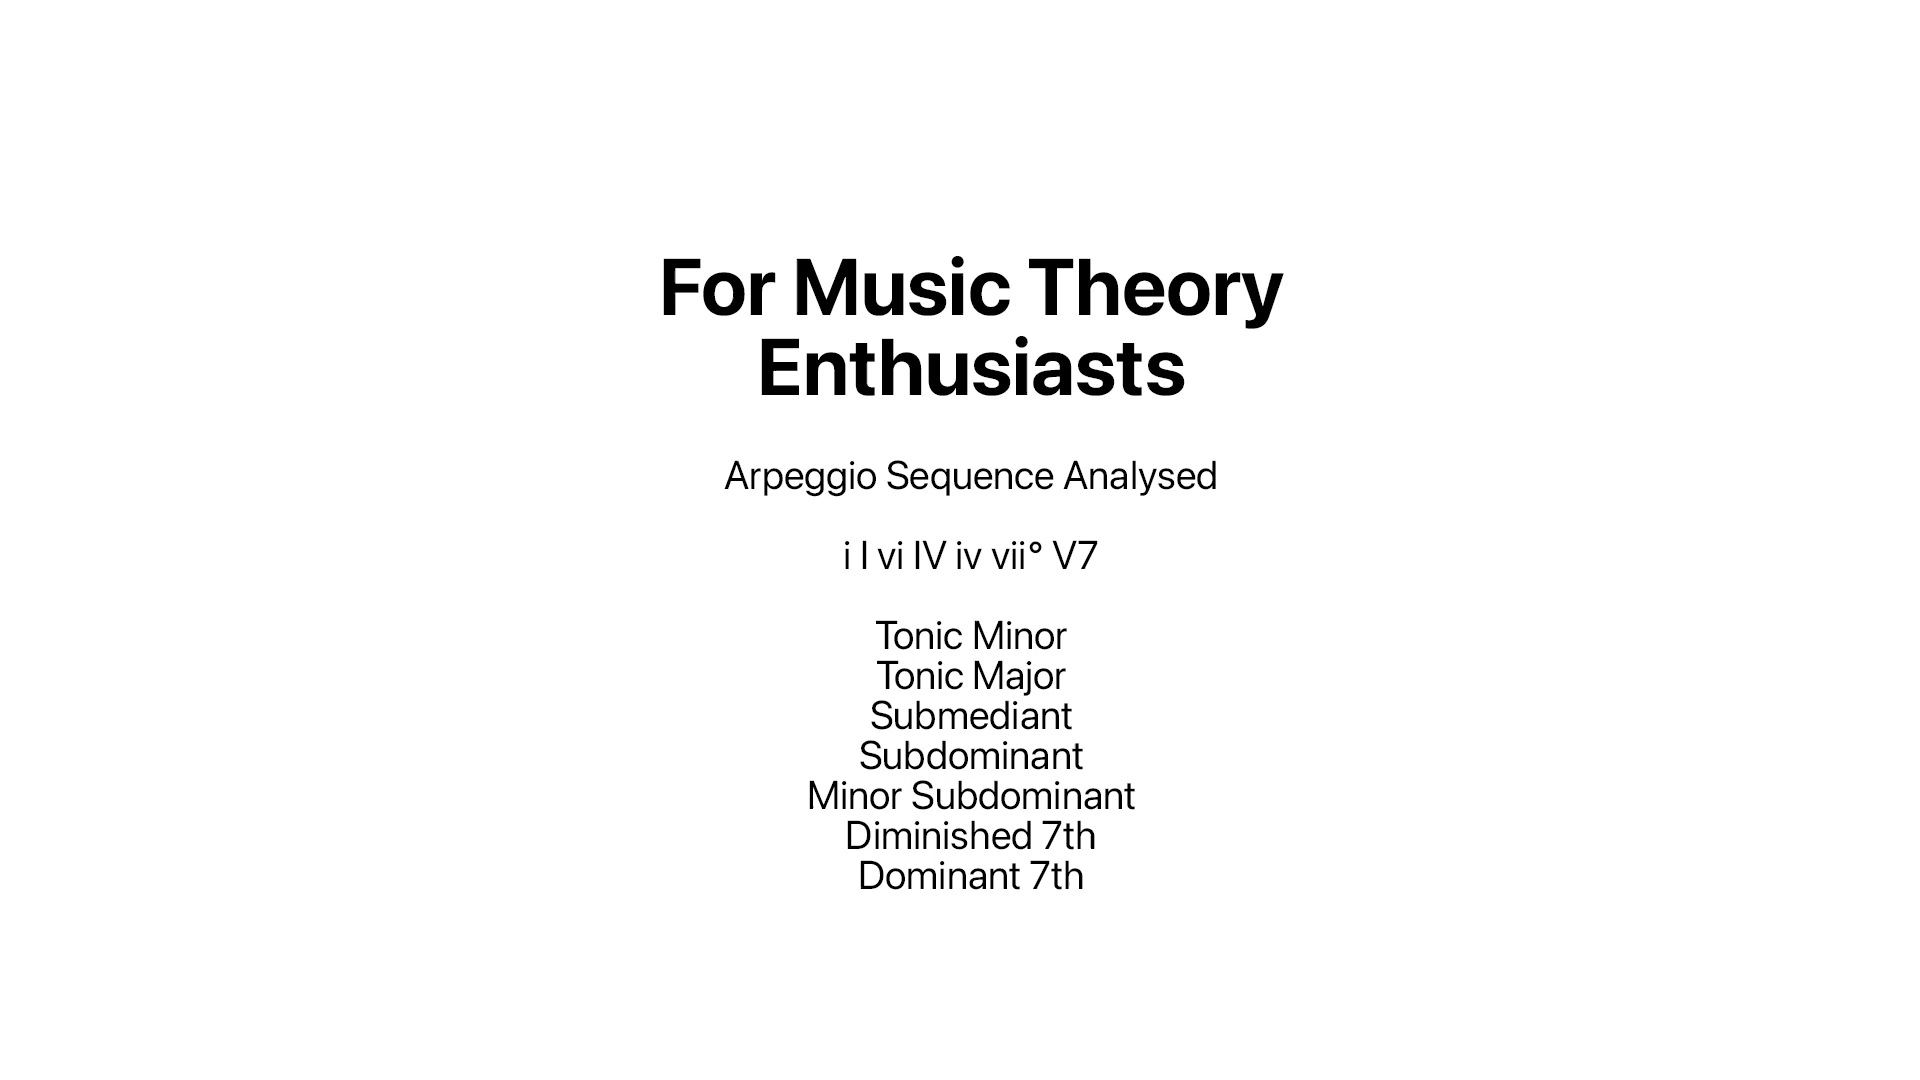 For Music Theory
Enthusiasts
Arpeggio Sequence Analysed
i I vi IV iv vii° V7
Tonic Minor
Tonic Major
Submediant
Subdominant
Minor Subdominant
Diminished 7th
Dominant 7th